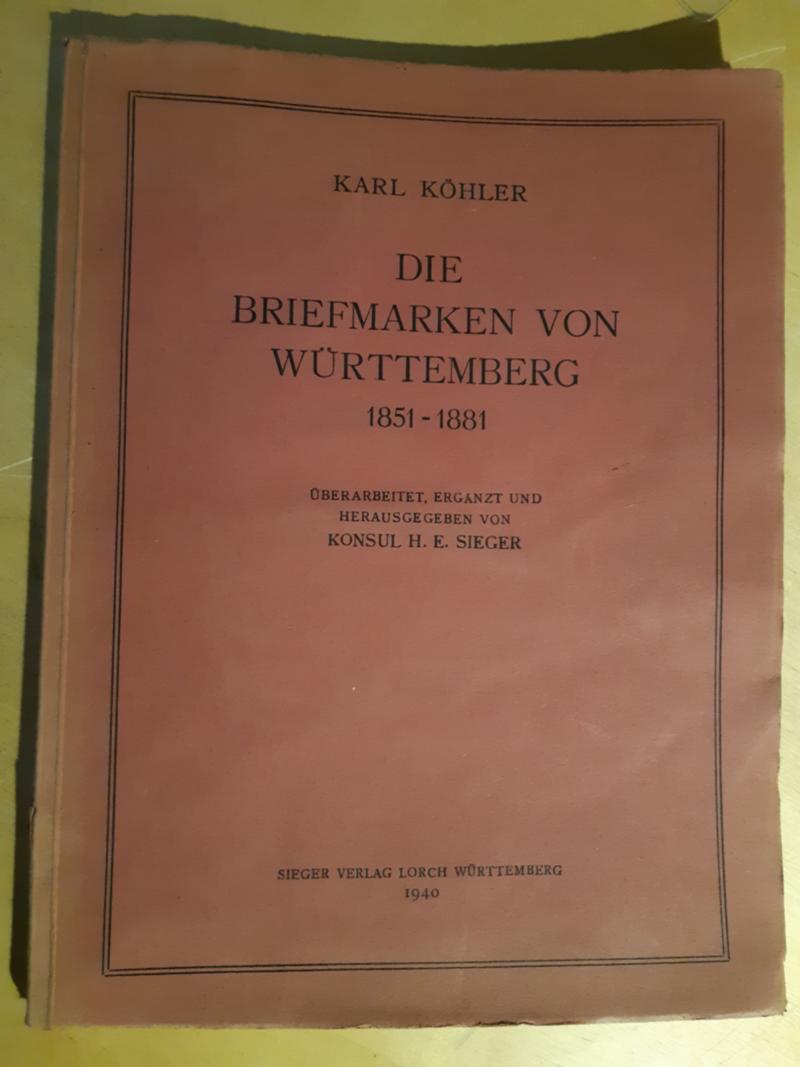 KARL KÖHLER
DIE
BRIEFMARKEN VON
WÜRTTEMBERG
1851-1881
ÜBERARBEITET, ERGÄNZT UND
HERAUSGEGEBEN VON
KONSUL H. E. SIEGER
SIEGER VERLAG LORCH WÜRTTEMBERG
1940